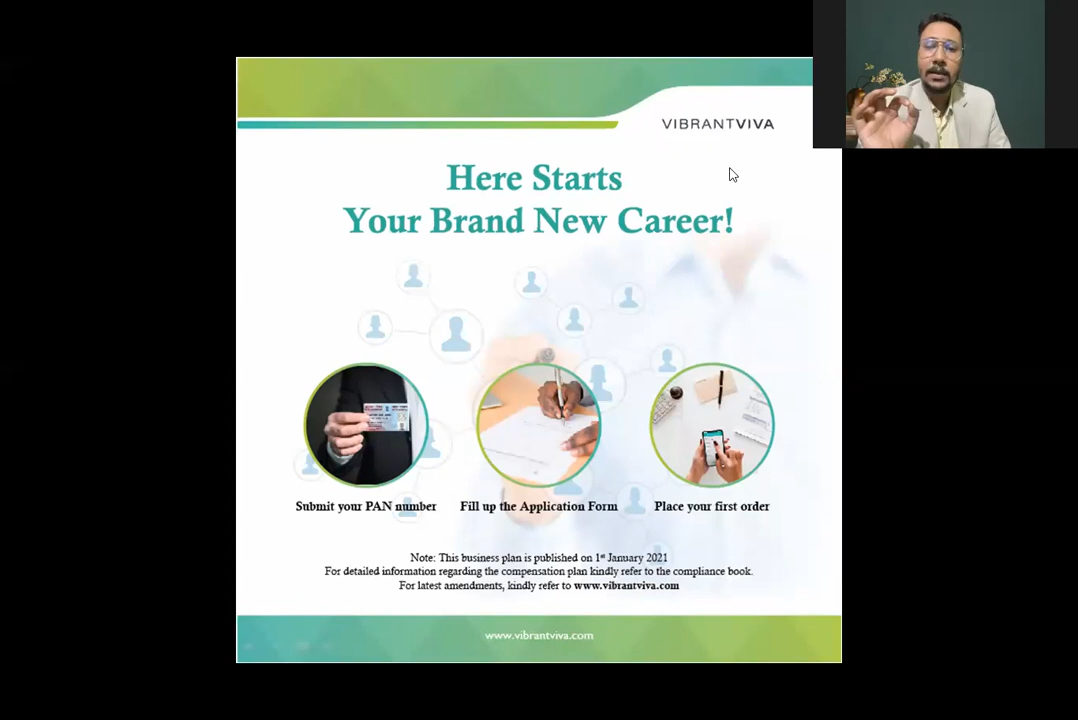 VIBRANTVIVA
Here Starts
Your Brand New Career!
Submit your PAN number
Fill up the Application Form
Place your first order
Note: This business plan is published on 1st January 2021
For detailed information regarding the compensation plan kindly refer to the compliance book.
For latest amendments, kindly refer to www.vibrantviva.com
www.vibrantviva.com